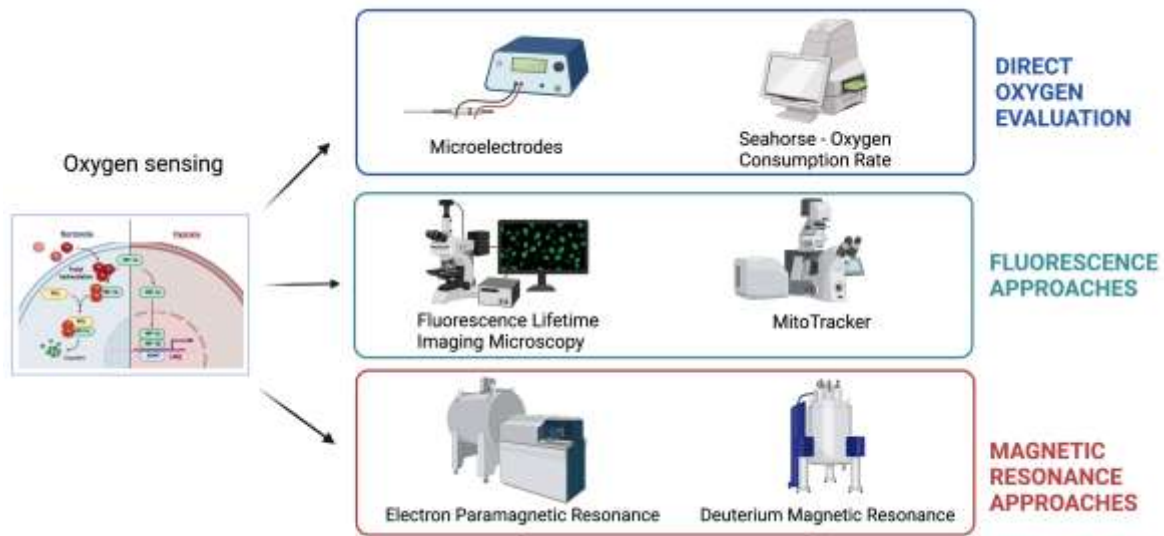 Oxygen sensing
Microelectrodes
Seahorse - Oxygen
Consumption Rate
DIRECT
OXYGEN
EVALUATION
Fluorescence Lifetime
Imaging Microscopy
MitoTracker
FLUORESCENCE
APPROACHES
Electron Paramagnetic Resonance
Deuterium Magnetic Resonance
MAGNETIC
RESONANCE
APPROACHES